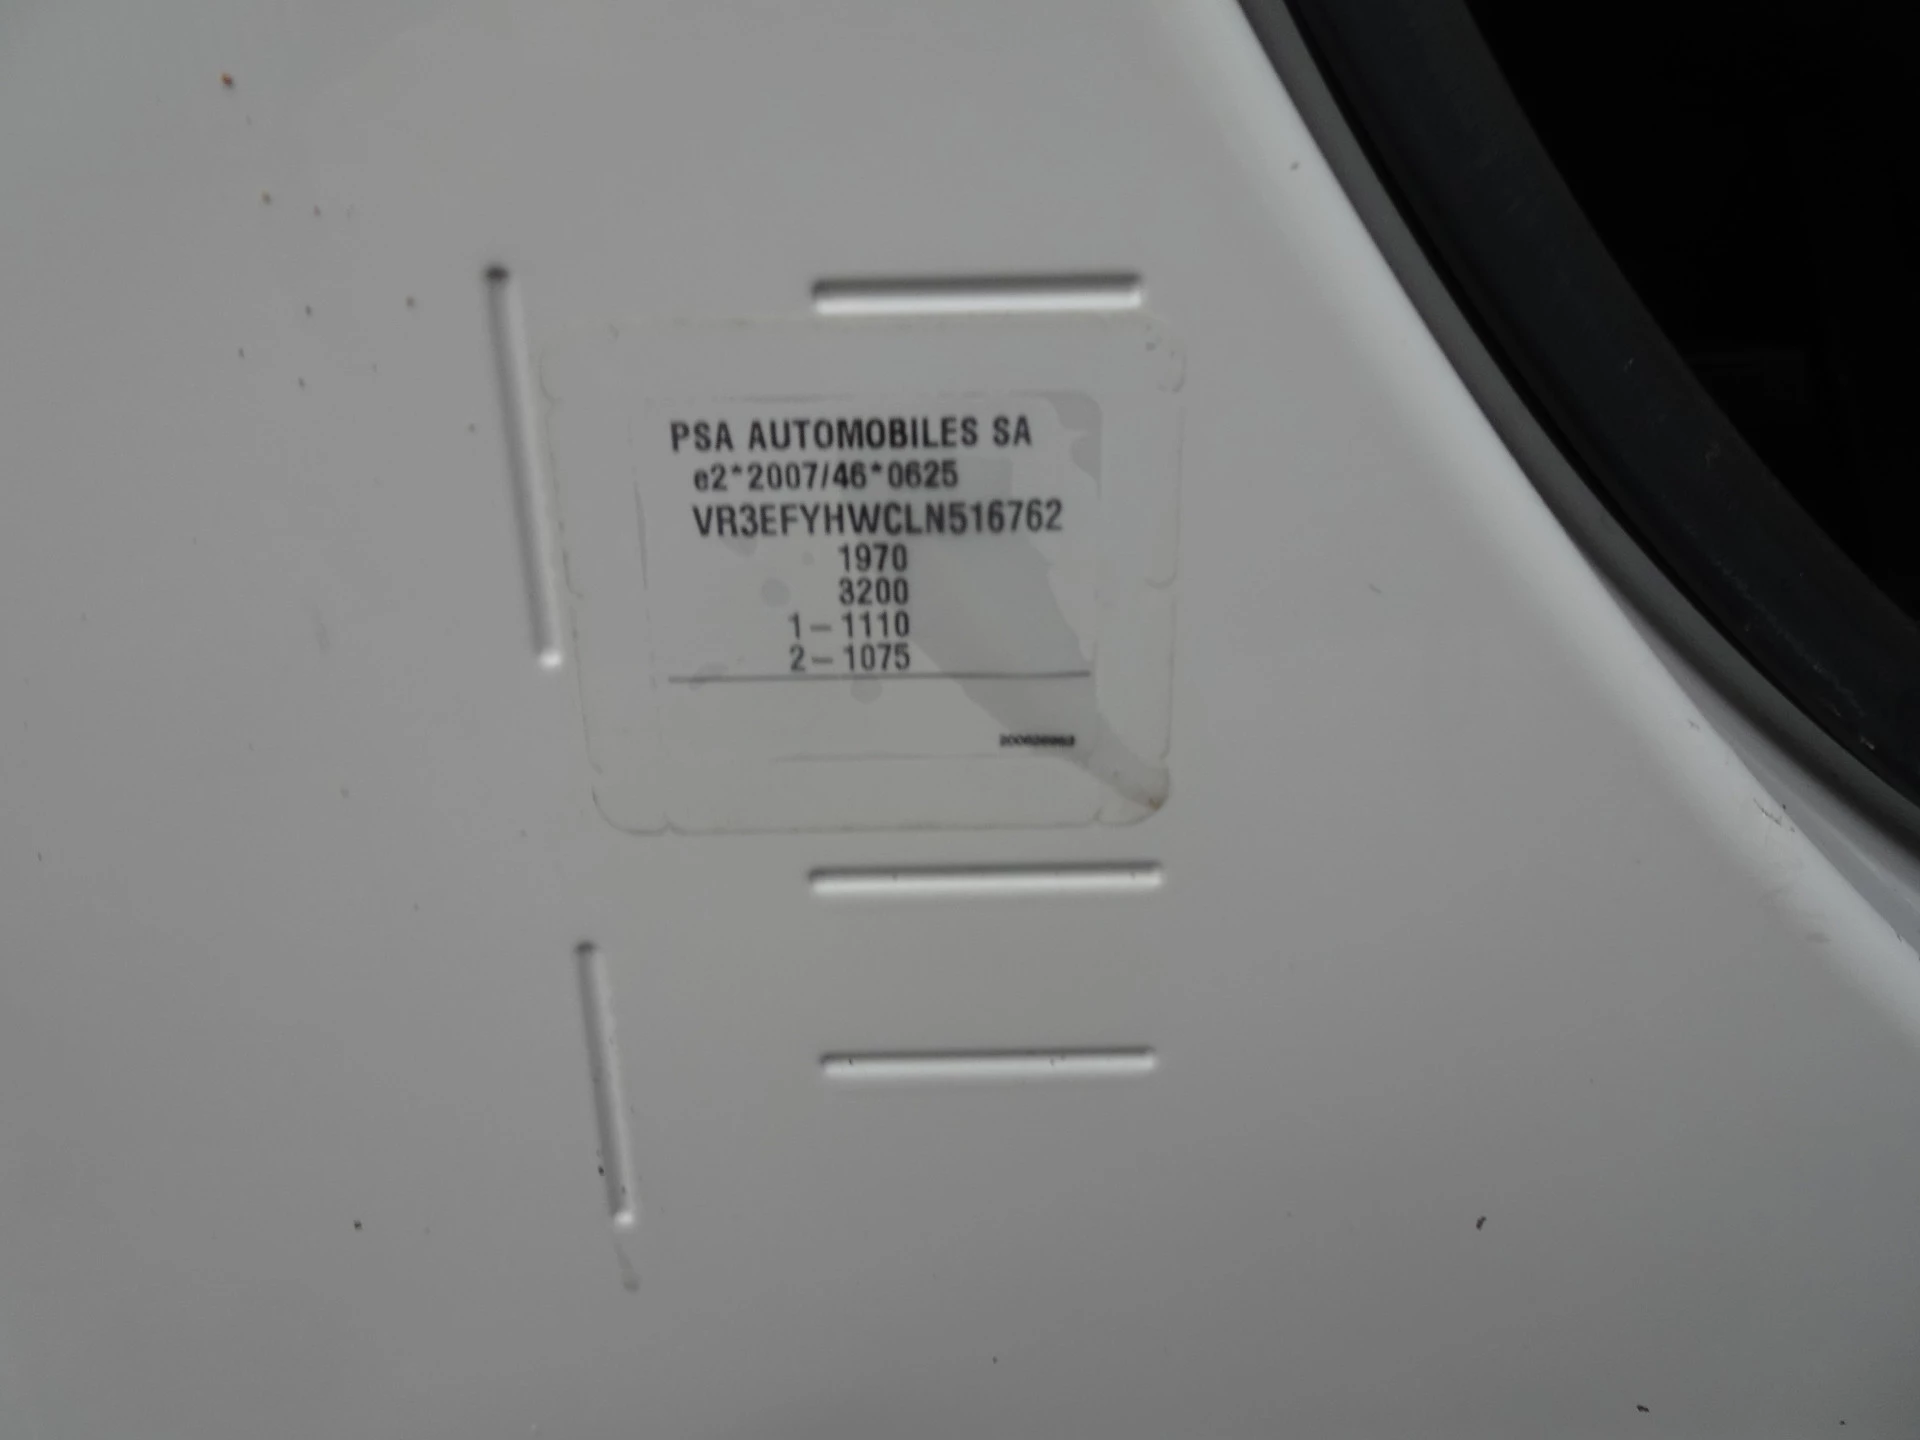 PSA AUTOMOBILES SA
e2*2007/46*0625
VR3EFYHWCLN516762
1970
3200
1-1110
2-1075